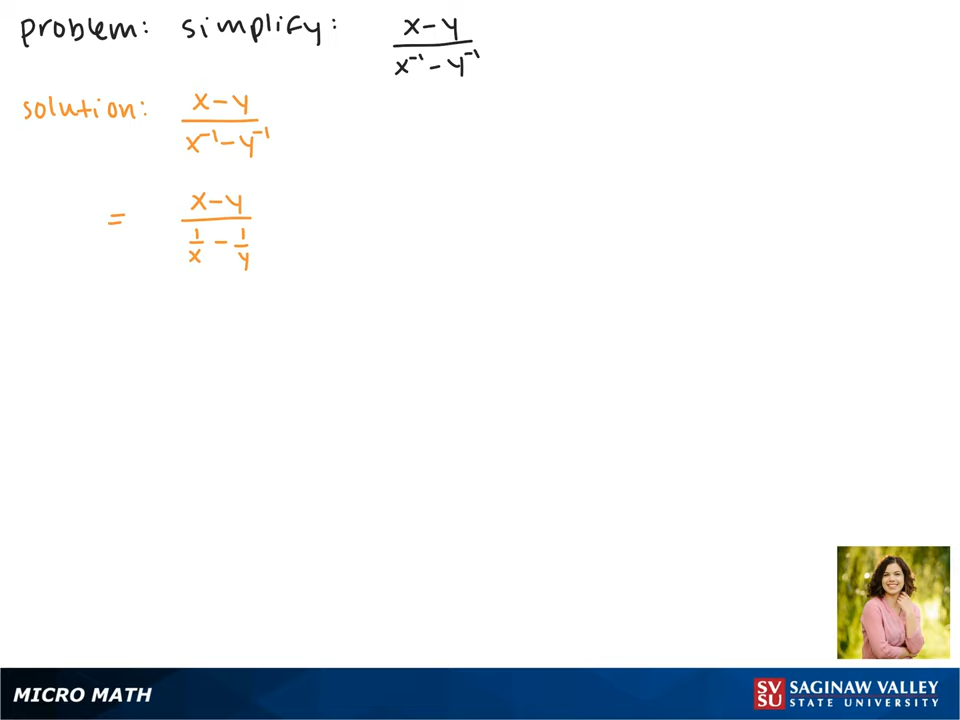 problem: simplify: x-y / x⁻¹ - y⁻¹
solution: x-y / x⁻¹ - y⁻¹
= x-y / 1/x - 1/y
MICRO MATH
SVSU SAGINAW VALLEY STATE UNIVERSITY